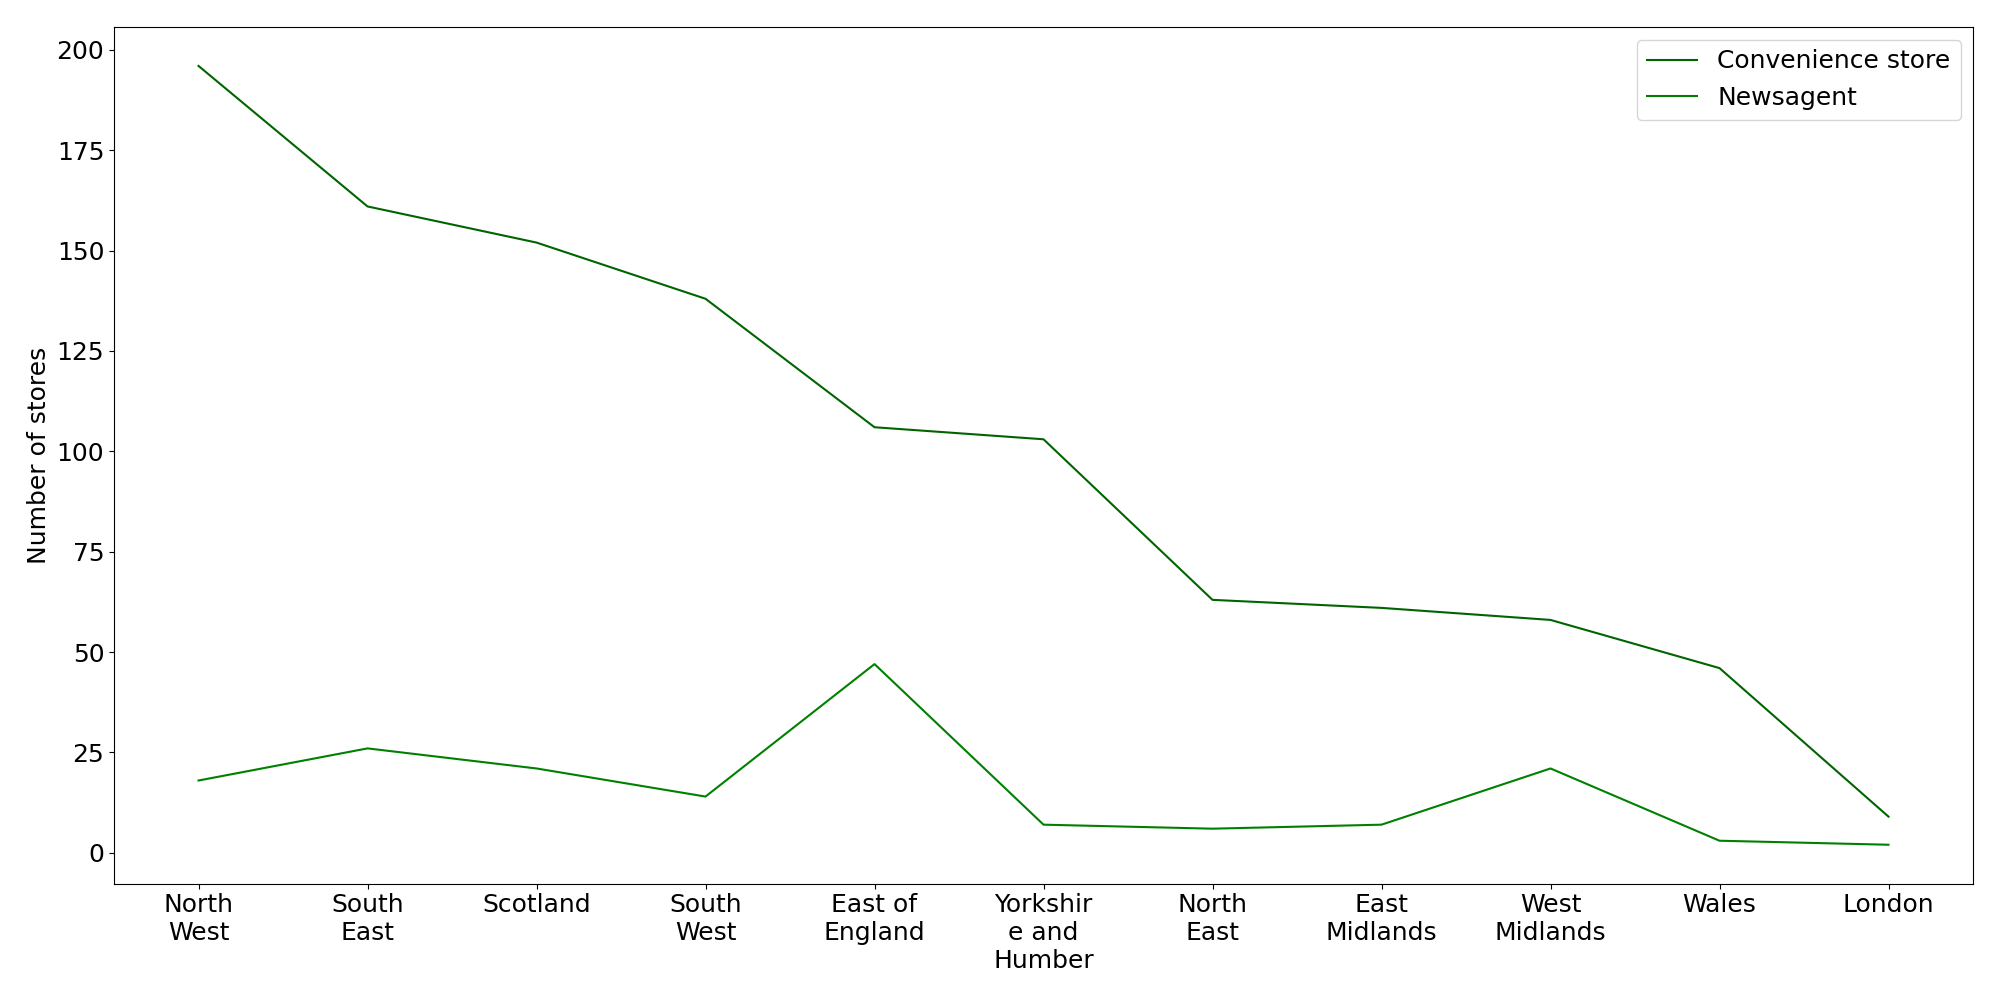 200
175
150
125
100
75
50
25
0
Number of stores
Convenience store
Newsagent
North
West
South
East
Scotland
South
West
East of
England
Yorkshir
e and
Humber
North
East
East
Midlands
West
Midlands
Wales
London